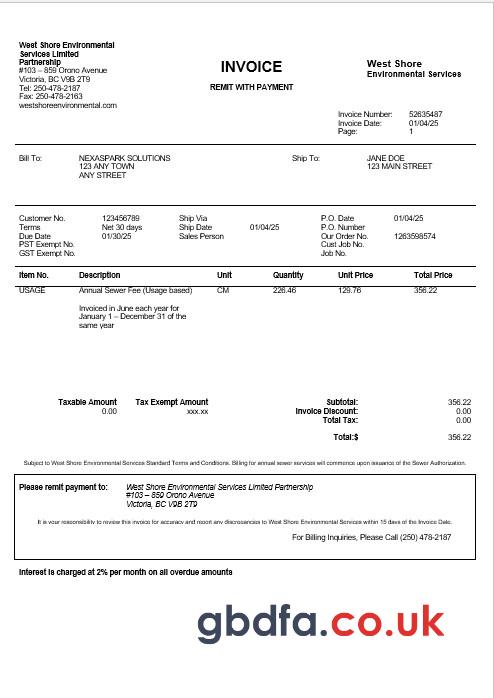 West Shore Environmental
Services Limited
Partnership
#103 – 859 Orono Avenue
Victoria, BC V9B 2T9
Tel: 250-478-2187
Fax: 250-478-2163
westshoreenvironmental.com
INVOICE
REMIT WITH PAYMENT
West Shore
Environmental Services
Invoice Number: 52635487
Invoice Date: 01/04/25
Page: 1
Bill To: NEXASPARK SOLUTIONS
123 ANY TOWN
ANY STREET
Ship To: JANE DOE
123 MAIN STREET
Customer No. 123456789 Ship Via P.O. Date 01/04/25
Terms Net 30 days Ship Date 01/04/25 P.O. Number
Due Date 01/30/25 Sales Person Our Order No. 1263598574
PST Exempt No. Cust Job No.
GST Exempt No. Job No.
Item No. Description Unit Quantity Unit Price Total Price
USAGE Annual Sewer Fee (Usage based) CM 226.46 129.76 356.22
Invoiced in June each year for
January 1 – December 31 of the
same year
Taxable Amount Tax Exempt Amount Subtotal: 356.22
0.00 xxx.xx Invoice Discount: 0.00
Total Tax: 0.00
Total:$ 356.22
Subject to West Shore Environmental Services Standard Terms and Conditions. Billing for annual sewer services will commence upon issuance of the Sewer Authorization.
Please remit payment to: West Shore Environmental Services Limited Partnership
#103 – 859 Orono Avenue
Victoria, BC V9B 2T9
It is your responsibility to review this invoice for accuracy and report any discrepancies to West Shore Environmental Services within 15 days of the Invoice Date.
For Billing Inquiries, Please Call (250) 478-2187
Interest is charged at 2% per month on all overdue amounts
gbdfa.co.uk